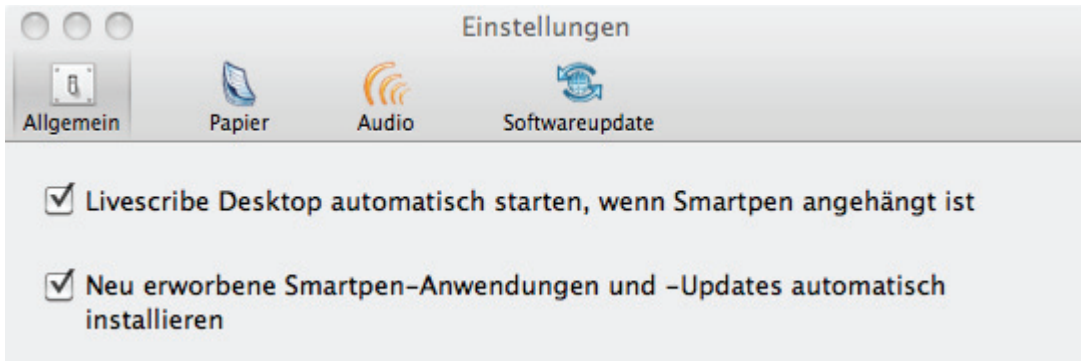 Einstellungen
Allgemein Papier Audio Softwareupdate
Livescribe Desktop automatisch starten, wenn Smartpen angehängt ist
Neu erworbene Smartpen-Anwendungen und -Updates automatisch
installieren